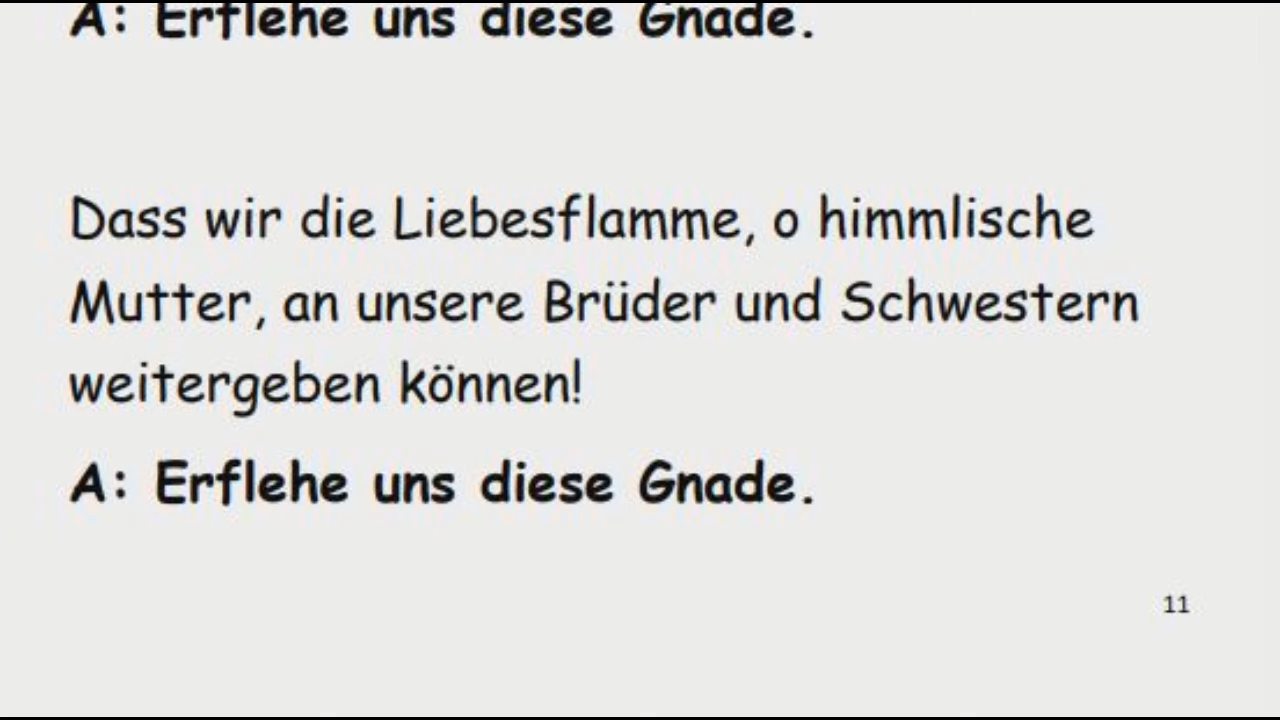 A: Erflehe uns diese Gnade.
Dass wir die Liebesflamme, o himmlische
Mutter, an unsere Brüder und Schwestern
weitergeben können!
A: Erflehe uns diese Gnade.
11